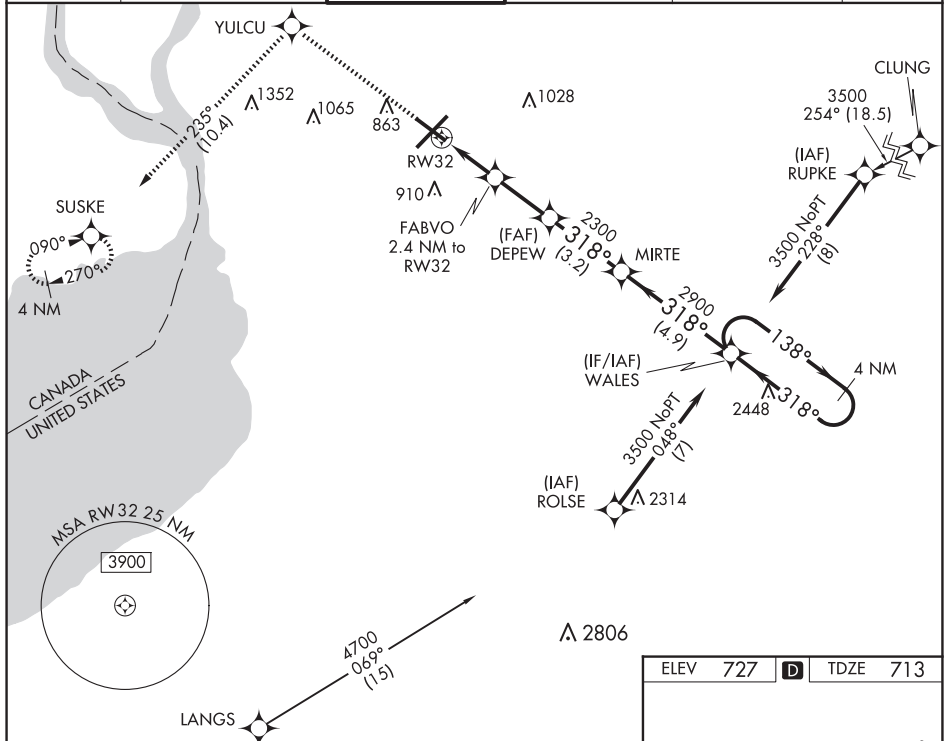 YULCU
CLUNG
1352
1065
863
1028
3500
254° (18.5)
235°
(10.4)
RW32
(IAF)
RUPKE
910
SUSKE
090°
270°
4 NM
FABVO
2.4 NM to
RW32
(FAF)
DEPEW
2300
318°
(3.2)
MIRTE
3500 NoPT
228°
(8)
2900
318°
(4.9)
138°
4 NM
(IF/IAF)
WALES
2448
318°
CANADA
UNITED STATES
3500 NoPT
048°
(7)
(IAF)
ROLSE
2314
MSA RW32 25 NM
3900
2806
4700
069°
(15)
LANGS
ELEV 727 D TDZE 713